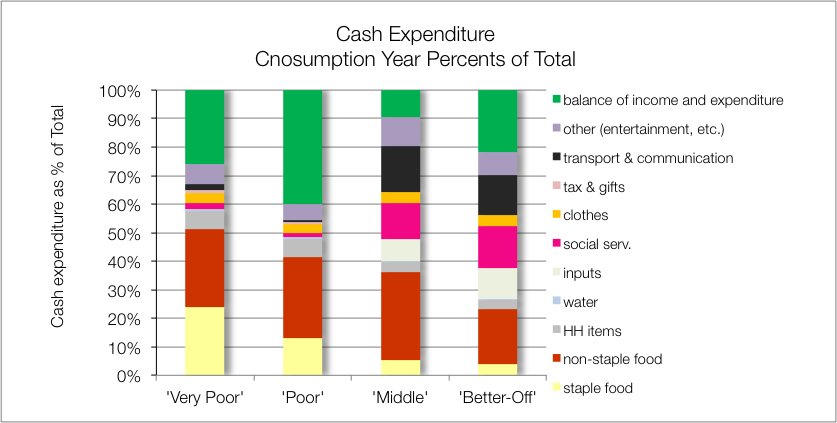 Cash Expenditure
Cnosumption Year Percents of Total
Cash expenditure as % of Total
100%
90%
80%
70%
60%
50%
40%
30%
20%
10%
0%
'Very Poor' 'Poor' 'Middle' 'Better-Off'
balance of income and expenditure
other (entertainment, etc.)
transport & communication
tax & gifts
clothes
social serv.
inputs
water
HH items
non-staple food
staple food